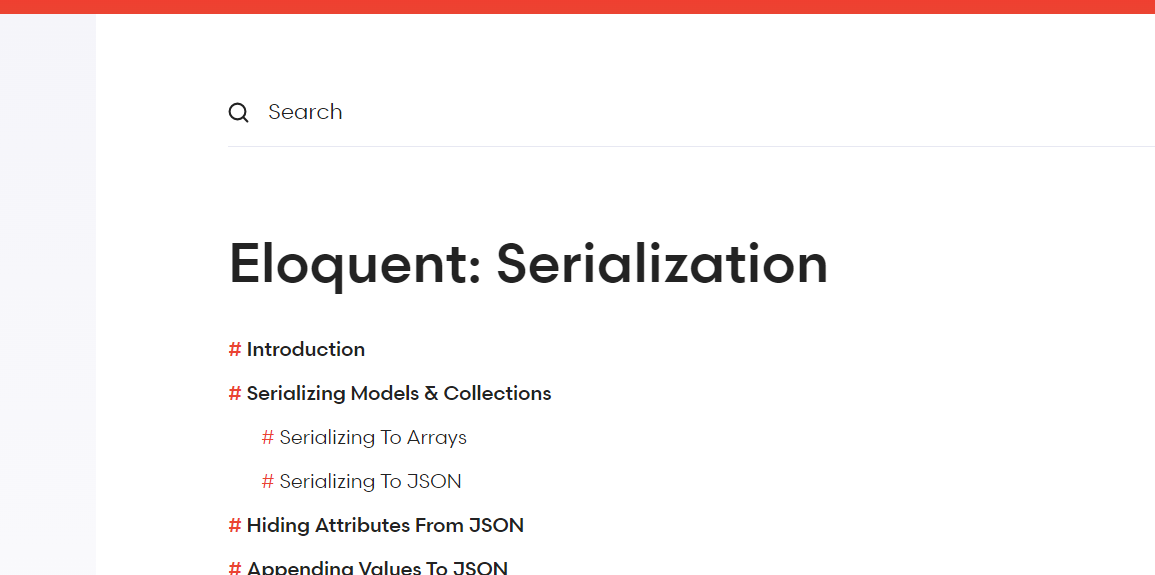 Search
Eloquent: Serialization
# Introduction
# Serializing Models & Collections
# Serializing To Arrays
# Serializing To JSON
# Hiding Attributes From JSON
# Appending Values To JSON